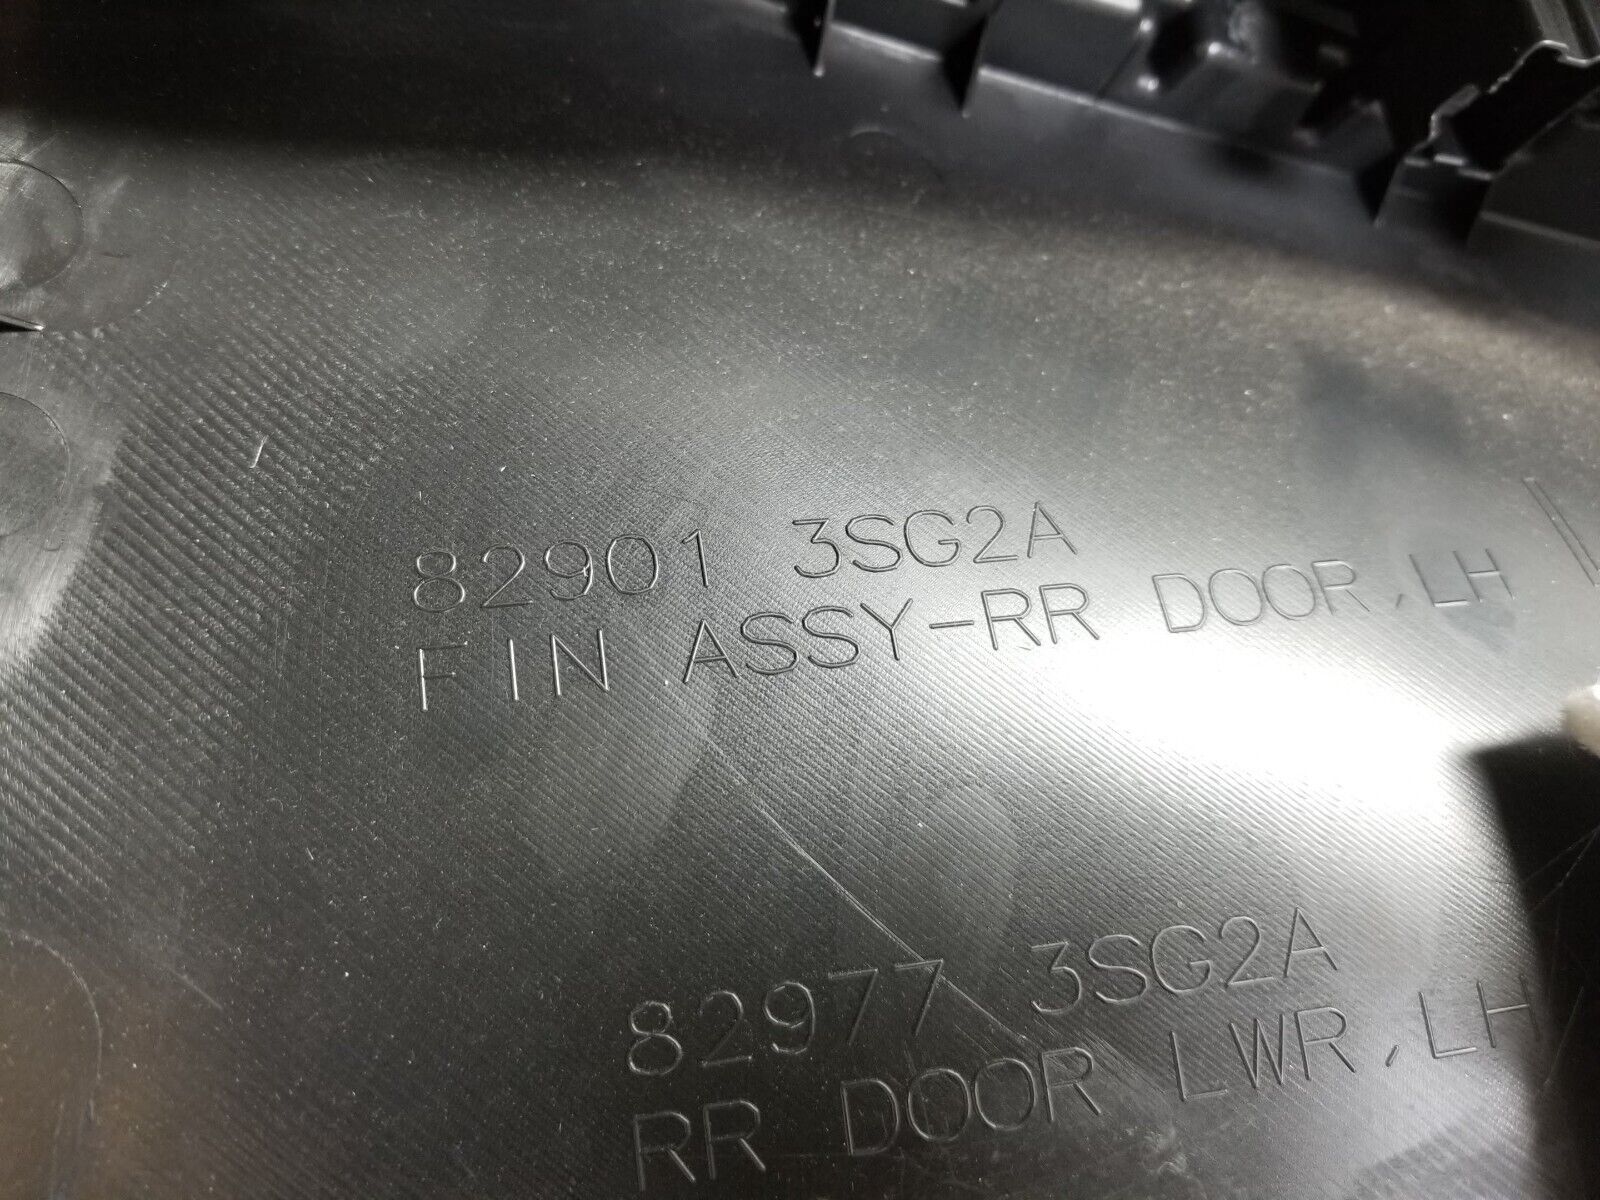 82901 3SG2A
FIN ASSY-RR DOOR,LH
82977 3SG2A
RR DOOR LWR,LH